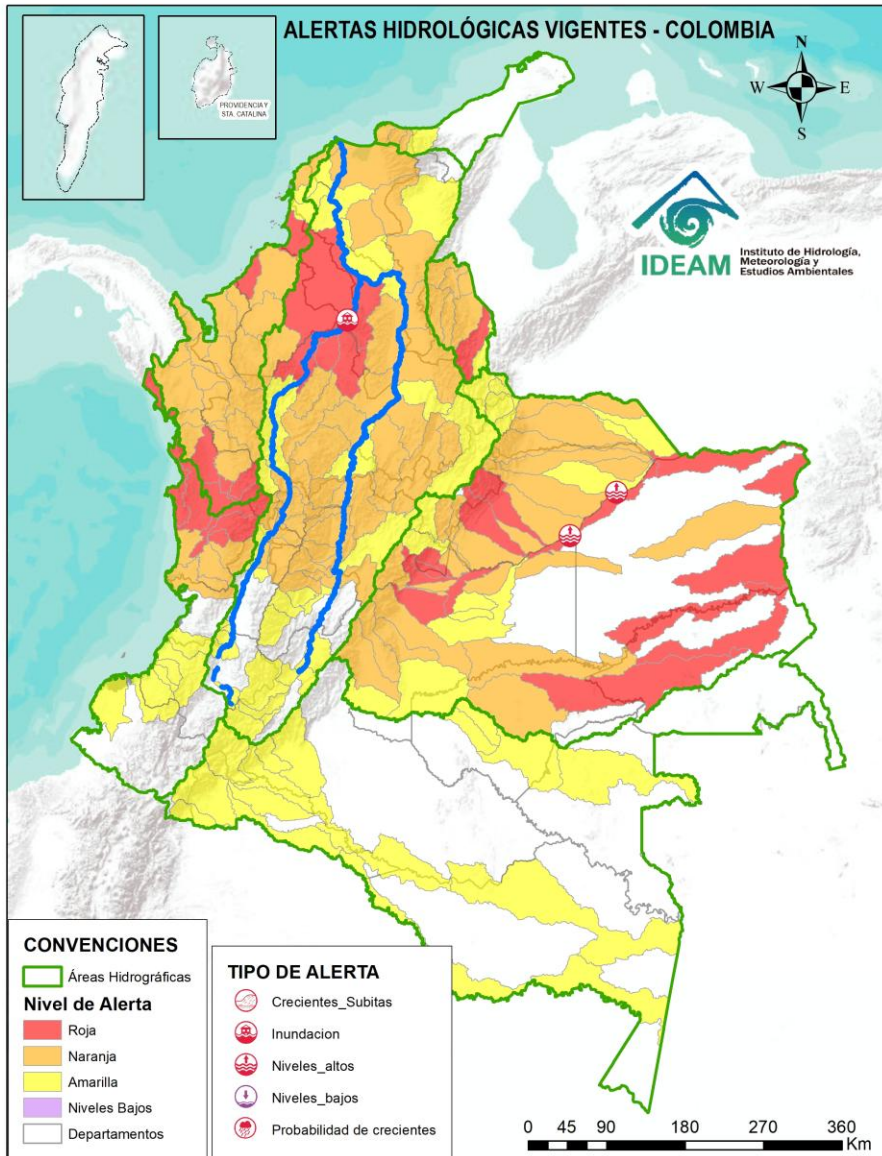 ALERTAS HIDROLÓGICAS VIGENTES - COLOMBIA
PROVIDENCIA Y
STA. CATALINA
N
W
E
S
IDEAM
Instituto de Hidrología,
Meteorología y
Estudios Ambientales
CONVENCIONES
Áreas Hidrográficas
Nivel de Alerta
Roja
Naranja
Amarilla
Niveles Bajos
Departamentos
TIPO DE ALERTA
Crecientes_Subitas
Inundacion
Niveles_altos
Niveles_bajos
Probabilidad de crecientes
0 45 90 180 270 360
Km